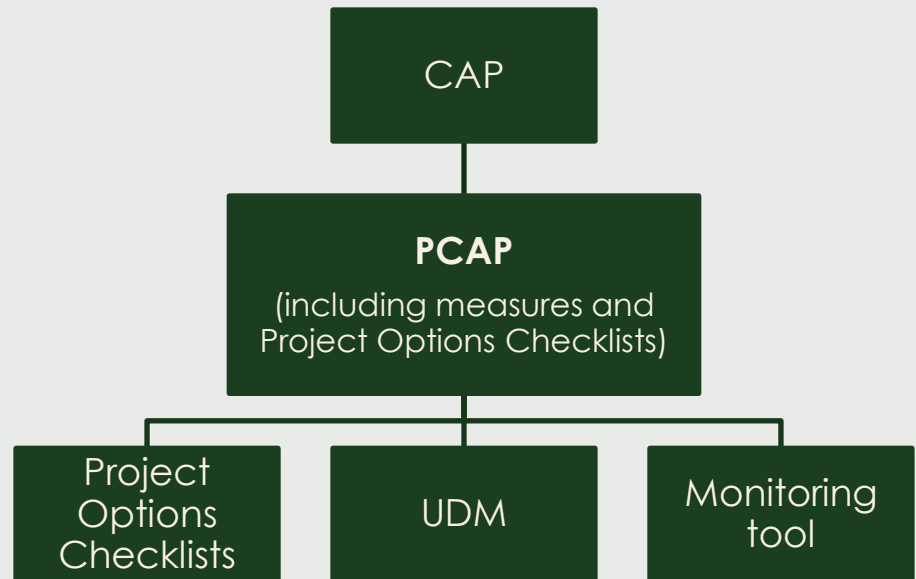 CAP
PCAP
(including measures and
Project Options Checklists)
Project
Options
Checklists
UDM
Monitoring
tool